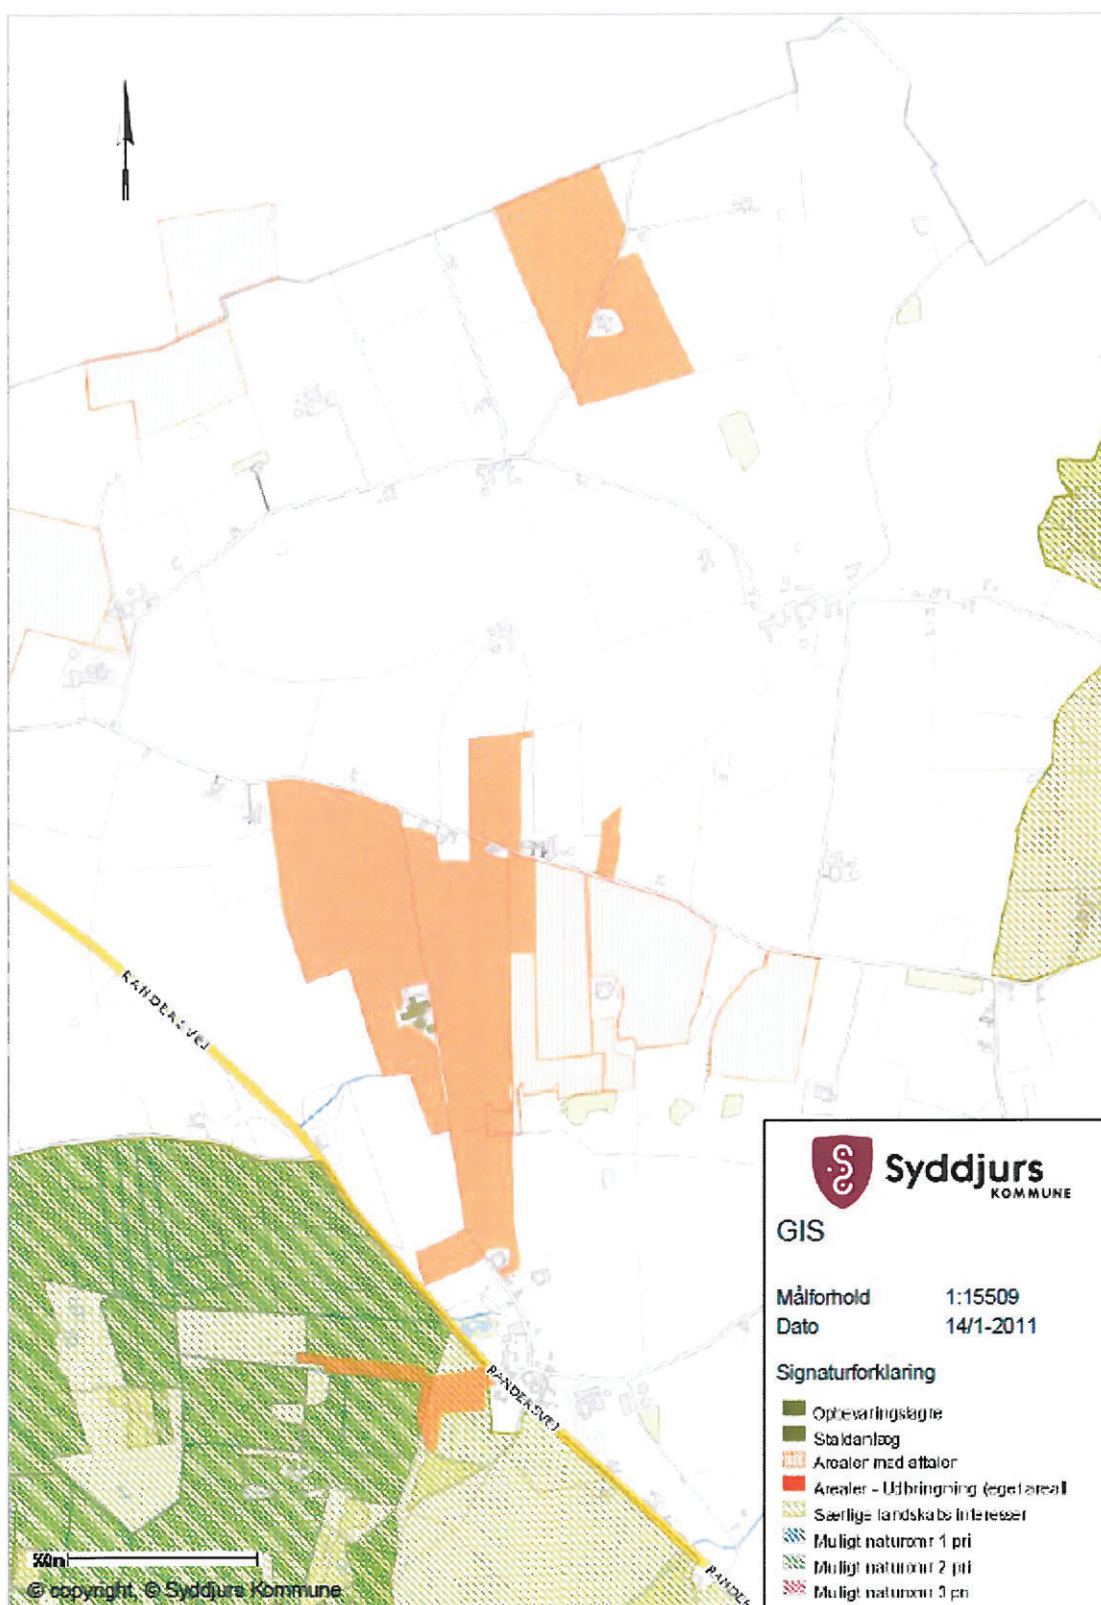 RANDERSVEJ
RANDERSVEJ
Syddjurs
KOMMUNE
GIS
Målforhold 1:15509
Dato 14/1-2011
Signaturforklaring
Opbevaringslagre
Staldanlæg
Arealer med aftaler
Arealer - Udbringning (eget areal)
Særlige landskabs interesser
Muligt naturomr 1 pri
Muligt naturomr 2 pri
Muligt naturomr 3 pri
© copyright, © Syddjurs Kommune